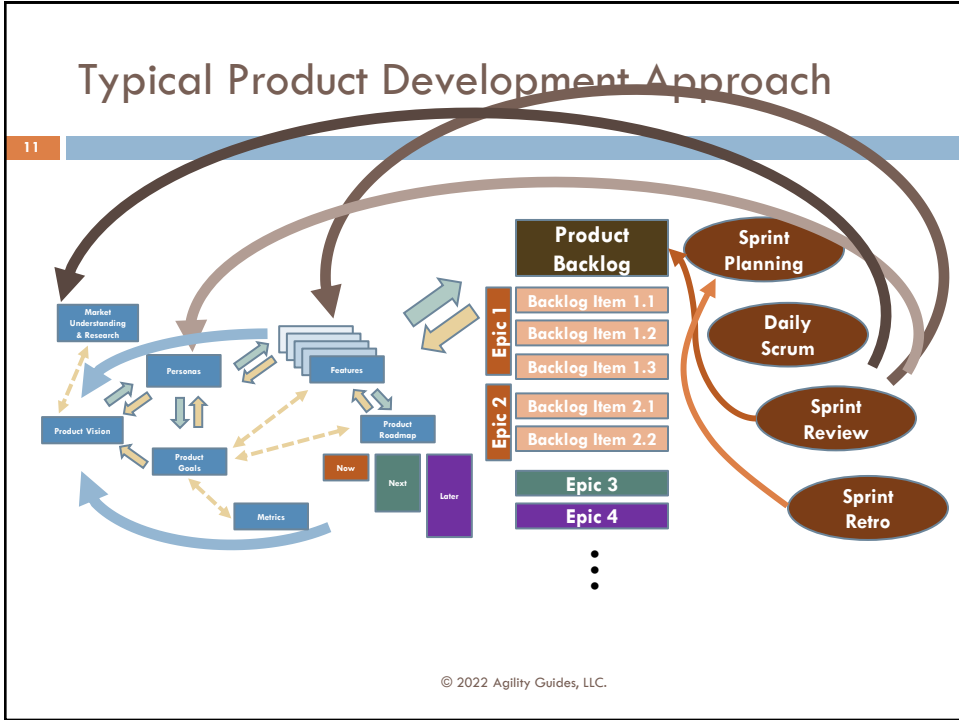 Typical Product Development Approach
11
Market
Understanding
& Research
Personas
Features
Product Vision
Product
Goals
Product
Roadmap
Metrics
Now
Next
Later
Product
Backlog
Epic 1
Backlog Item 1.1
Backlog Item 1.2
Backlog Item 1.3
Epic 2
Backlog Item 2.1
Backlog Item 2.2
Epic 3
Epic 4
Sprint
Planning
Daily
Scrum
Sprint
Review
Sprint
Retro
© 2022 Agility Guides, LLC.